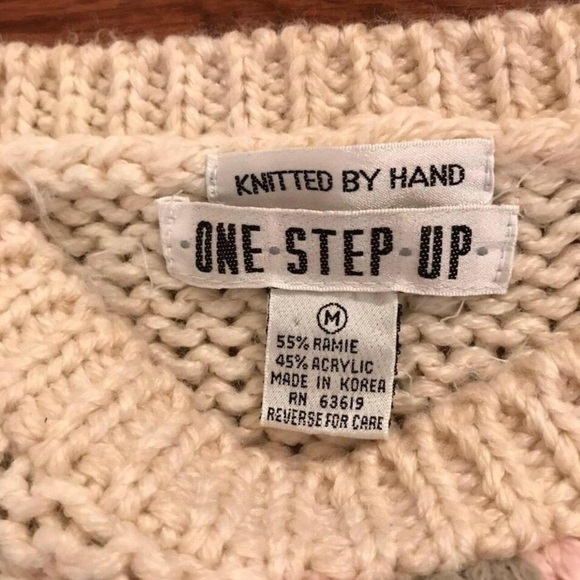 KNITTED BY HAND
·ONE·STEP·UP·
M
55% RAMIE
45% ACRYLIC
MADE IN KOREA
RN 63619
REVERSE FOR CARE